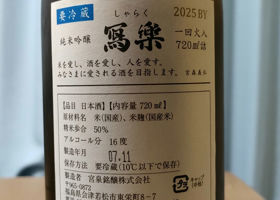 要冷蔵
しゃらく
2025BY
純米吟醸
寫樂
一回火入
720㎖詰
米を愛し、酒を愛し、人を愛す。
みなさまに愛される酒を目指します。
宮森義弘
【品目 日本酒】【内容量 720㎖】
原材料名 米(国産)、米麹(国産米)
精米歩合 50%
アルコール分 16度
製造年月 07.11
保存方法 要冷蔵(10℃以下で保存)
製造者 宮泉銘醸株式会社
〒965-0872
福島県会津若松市東栄町8-7